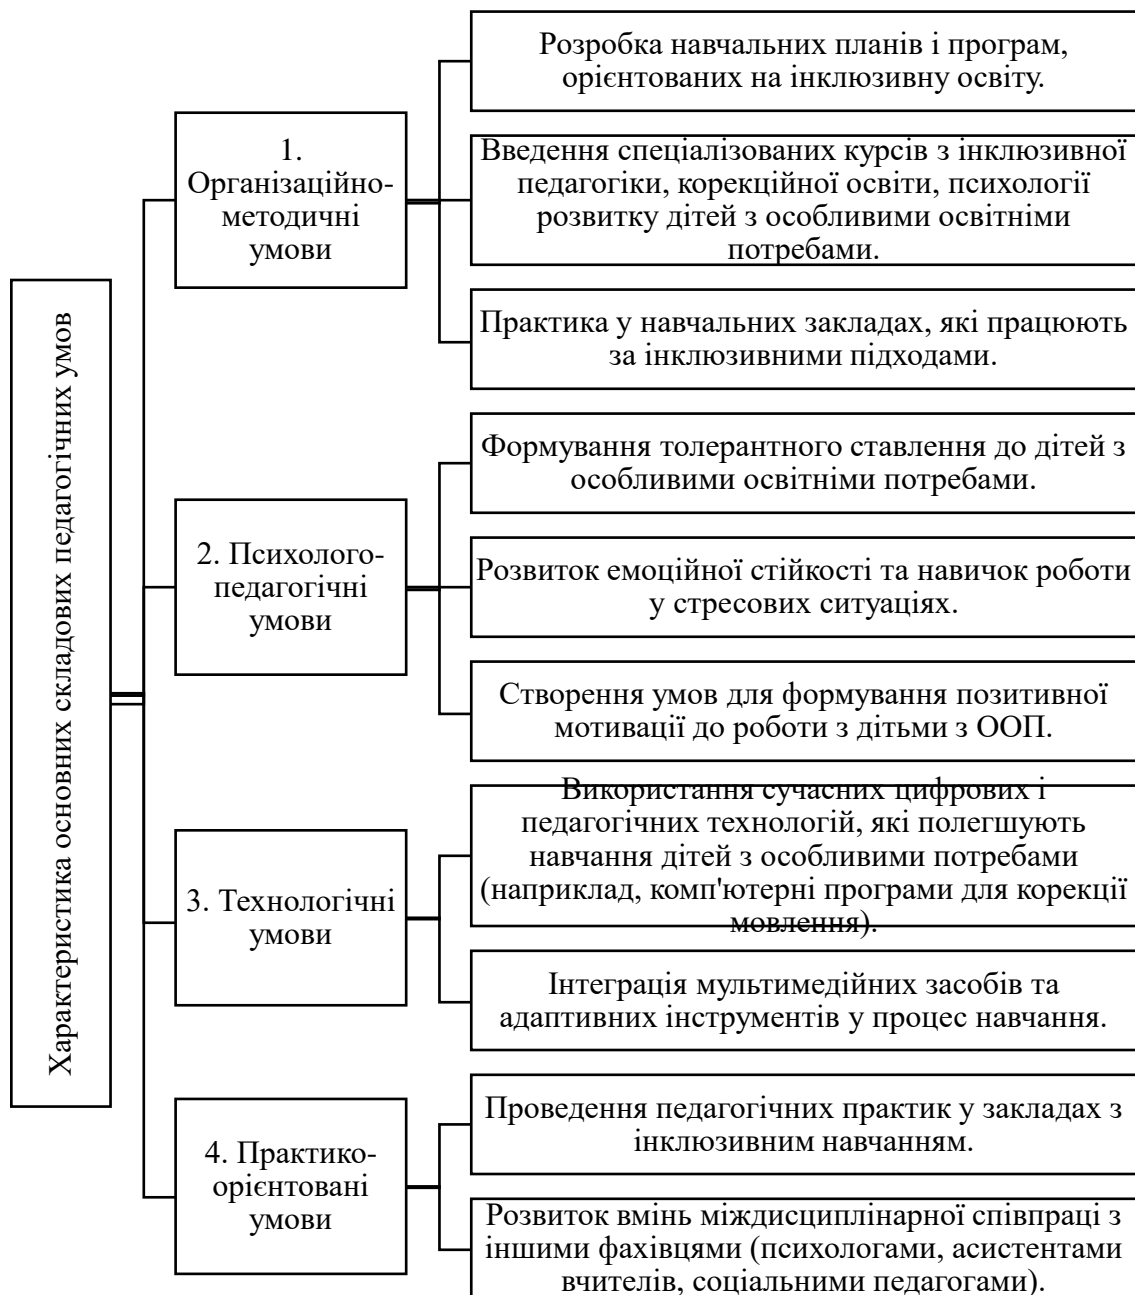 Характеристика основних складових педагогічних умов
1.
Організаційно-
методичні
умови
Розробка навчальних планів і програм,
орієнтованих на інклюзивну освіту.
Введення спеціалізованих курсів з інклюзивної
педагогіки, корекційної освіти, психології
розвитку дітей з особливими освітніми
потребами.
Практика у навчальних закладах, які працюють
за інклюзивними підходами.
2. Психолого-
педагогічні
умови
Формування толерантного ставлення до дітей з
особливими освітніми потребами.
Розвиток емоційної стійкості та навичок роботи
у стресових ситуаціях.
Створення умов для формування позитивної
мотивації до роботи з дітьми з ООП.
3. Технологічні
умови
Використання сучасних цифрових і
педагогічних технологій, які полегшують
навчання дітей з особливими потребами
(наприклад, комп'ютерні програми для корекції
мовлення).
Інтеграція мультимедійних засобів та
адаптивних інструментів у процес навчання.
4. Практико-
орієнтовані
умови
Проведення педагогічних практик у закладах з
інклюзивним навчанням.
Розвиток вмінь міждисциплінарної співпраці з
іншими фахівцями (психологами, асистентами
вчителів, соціальними педагогами).